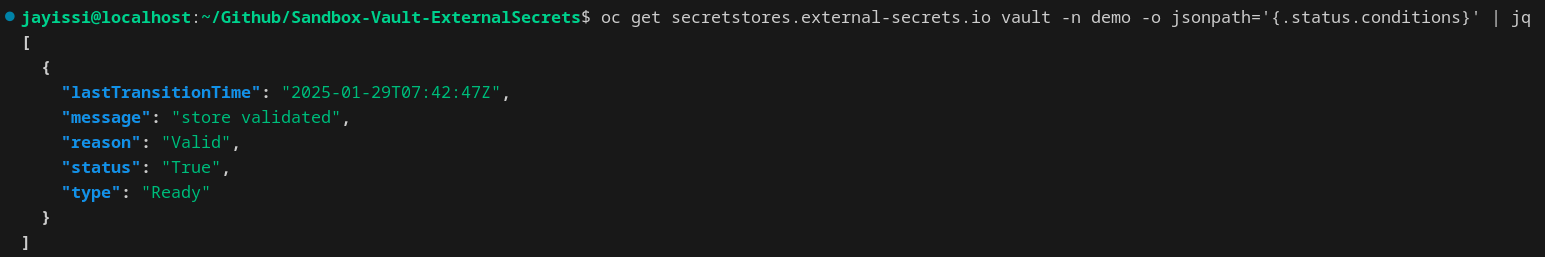 jayissi@localhost:~/Github/Sandbox-Vault-ExternalSecrets$ oc get secretstores.external-secrets.io vault -n demo -o jsonpath='{.status.conditions}' | jq
[
  {
    "lastTransitionTime": "2025-01-29T07:42:47Z",
    "message": "store validated",
    "reason": "Valid",
    "status": "True",
    "type": "Ready"
  }
]